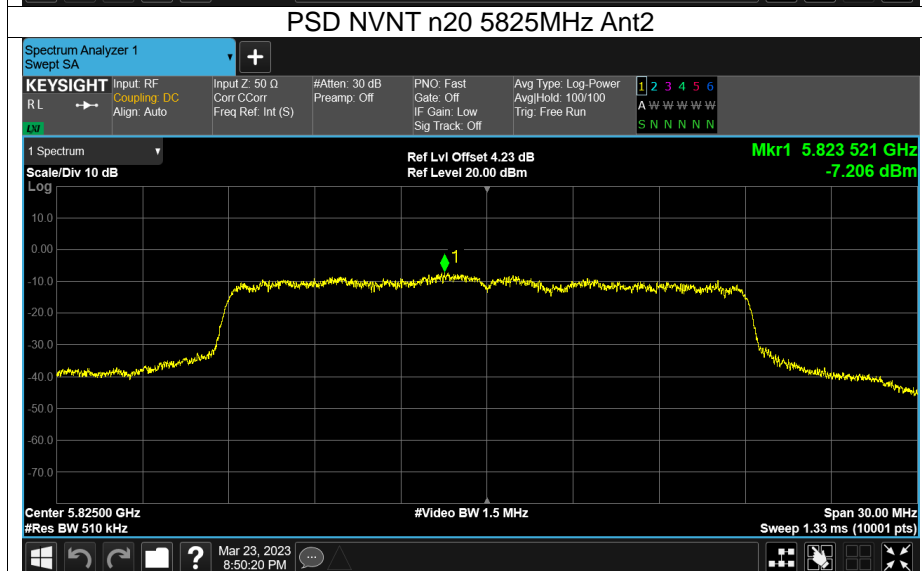 PSD NVNT n20 5825MHz Ant2
Spectrum Analyzer 1
Swept SA
KEYSIGHT Input: RF Input Z: 50 Ω #Atten: 30 dB PNO: Fast Avg Type: Log-Power 1 2 3 4 5 6
R L Coupling: DC Corr CCorr Preamp: Off Gate: Off Avg|Hold: 100/100 A W W W W W
Align: Auto Freq Ref: Int (S) IF Gain: Low Trig: Free Run
LXI Sig Track: Off S N N N N N
1 Spectrum Ref Lvl Offset 4.23 dB Mkr1 5.823 521 GHz
Scale/Div 10 dB Ref Level 20.00 dBm -7.206 dBm
Log
10.0
0.00
1
-10.0
-20.0
-30.0
-40.0
-50.0
-60.0
-70.0
Center 5.82500 GHz #Video BW 1.5 MHz Span 30.00 MHz
#Res BW 510 kHz Sweep 1.33 ms (10001 pts)
? Mar 23, 2023
8:50:20 PM